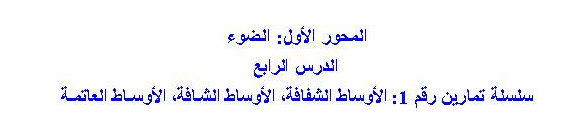 المحور الأول: الضوء
الدرس الرابع
سلسلة تمارين رقم 1: الأوساط الشفافة، الأوساط الشافة، الأوساط العاتمة